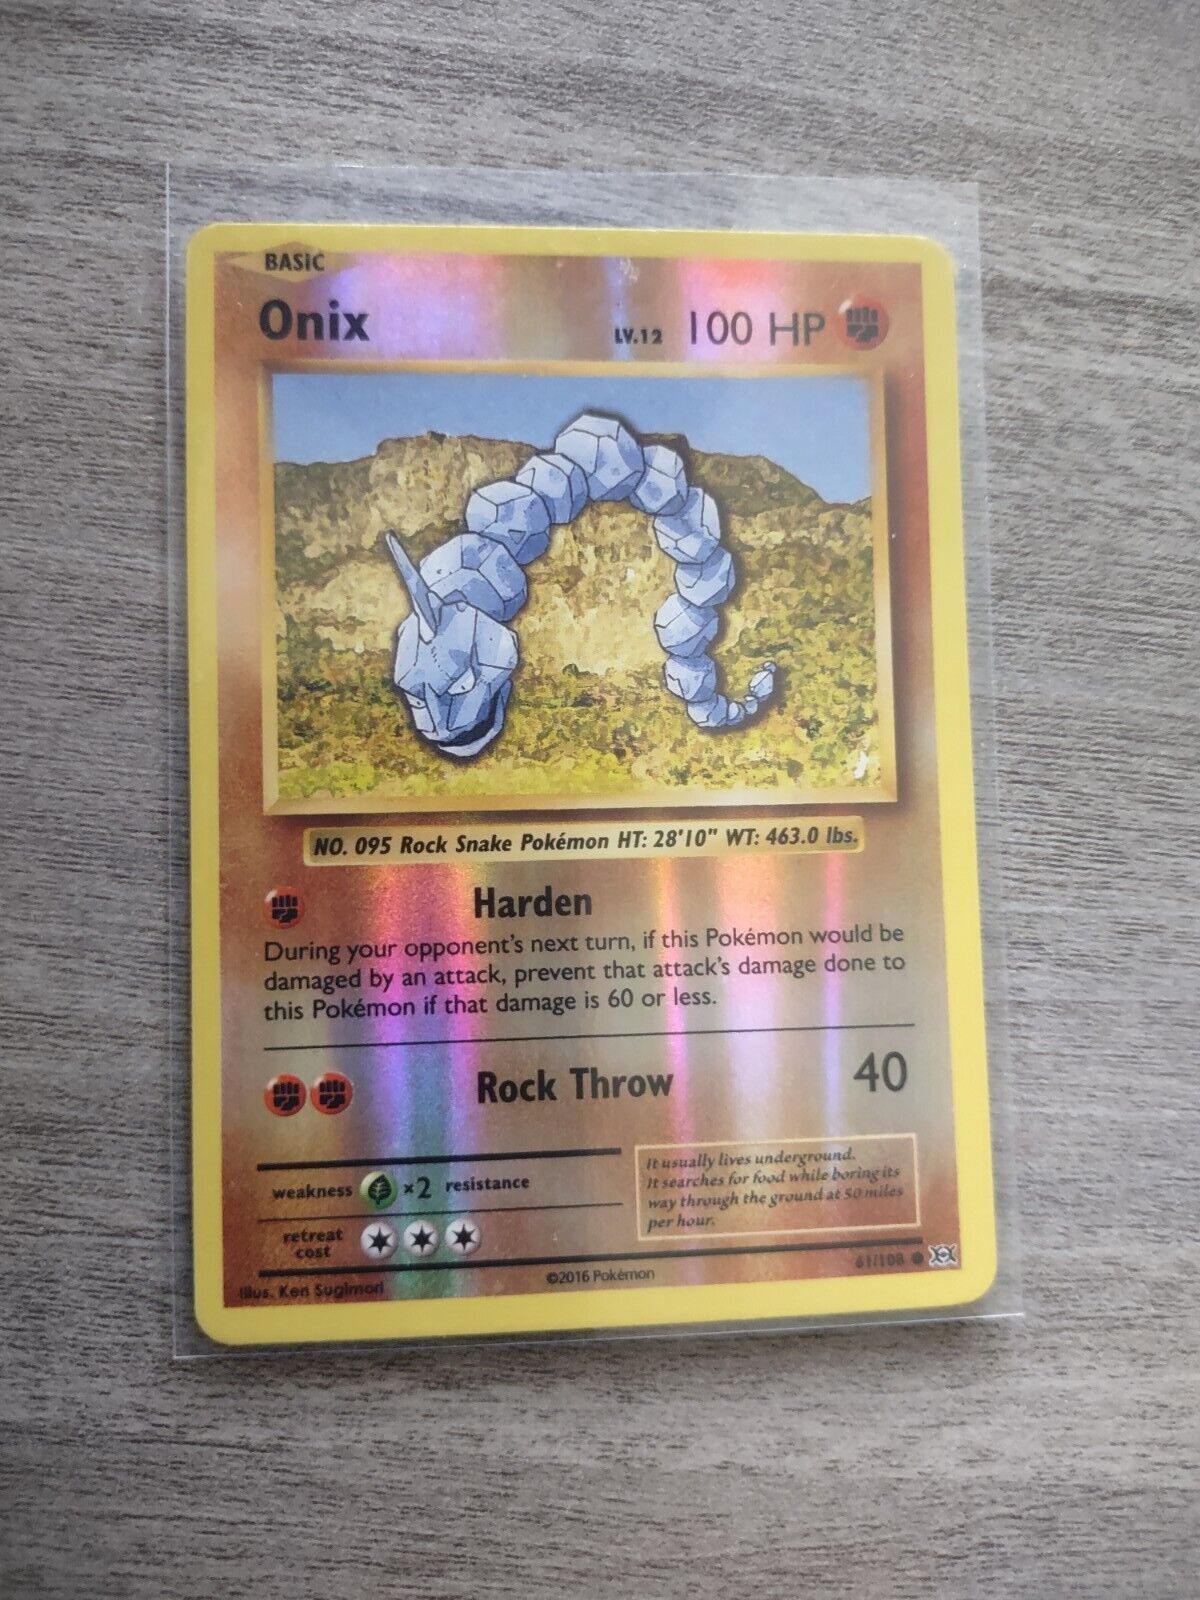 BASIC
Onix
LV.12 100 HP
NO. 095 Rock Snake Pokémon HT: 28'10" WT: 463.0 lbs.
Harden
During your opponent's next turn, if this Pokémon would be
damaged by an attack, prevent that attack's damage done to
this Pokémon if that damage is 60 or less.
Rock Throw 40
weakness ×2 resistance
retreat
cost
It usually lives underground.
It searches for food while boring its
way through the ground at 50 miles
per hour.
Illus. Ken Sugimori
©2016 Pokémon
61/108